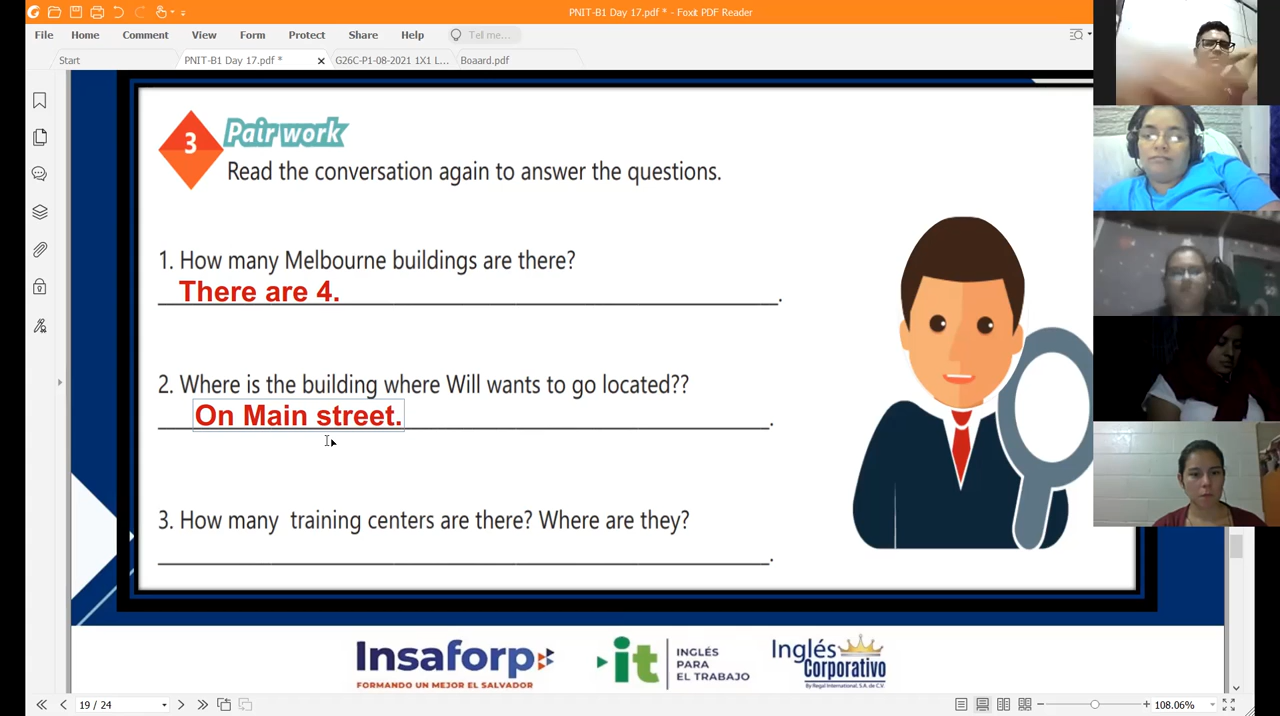 PNIT-B1 Day 17.pdf * - Foxit PDF Reader
File Home Comment View Form Protect Share Help Tell me...
Start PNIT-B1 Day 17.pdf * G26C-P1-08-2021 1X1 L... Boaard.pdf
3
Pair work
Read the conversation again to answer the questions.
1. How many Melbourne buildings are there?
There are 4.
2. Where is the building where Will wants to go located??
On Main street.
3. How many training centers are there? Where are they?
Insaforp
FORMANDO UN MEJOR EL SALVADOR
it
INGLÉS
PARA
EL TRABAJO
Inglés
Corporativo
By Regal International, S.A. de C.V.
19 / 24
108.06%